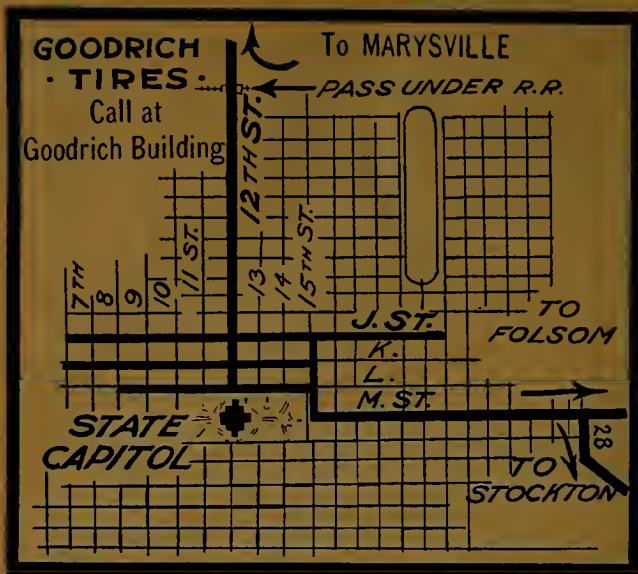 GOODRICH
· TIRES ·
Call at
Goodrich Building
To MARYSVILLE
PASS UNDER R.R.
12TH ST.
7TH
8
9
10
11 ST.
13
14
15TH ST.
J. ST.
K.
L.
M. ST.
TO
FOLSOM
STATE
CAPITOL
28
TO
STOCKTON